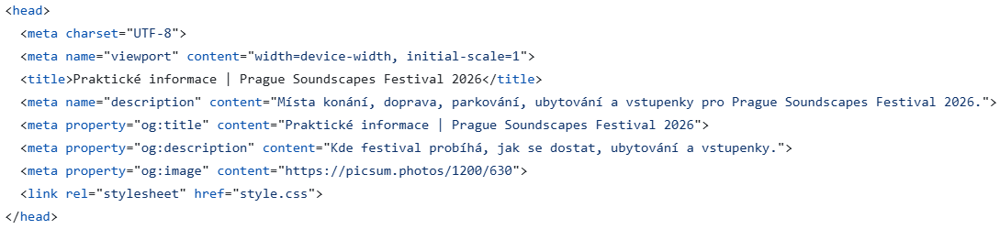 <head>
<meta charset="UTF-8">
<meta name="viewport" content="width=device-width, initial-scale=1">
<title>Praktické informace | Prague Soundscapes Festival 2026</title>
<meta name="description" content="Místa konání, doprava, parkování, ubytování a vstupenky pro Prague Soundscapes Festival 2026.">
<meta property="og:title" content="Praktické informace | Prague Soundscapes Festival 2026">
<meta property="og:description" content="Kde festival probíhá, jak se dostat, ubytování a vstupenky.">
<meta property="og:image" content="https://picsum.photos/1200/630">
<link rel="stylesheet" href="style.css">
</head>